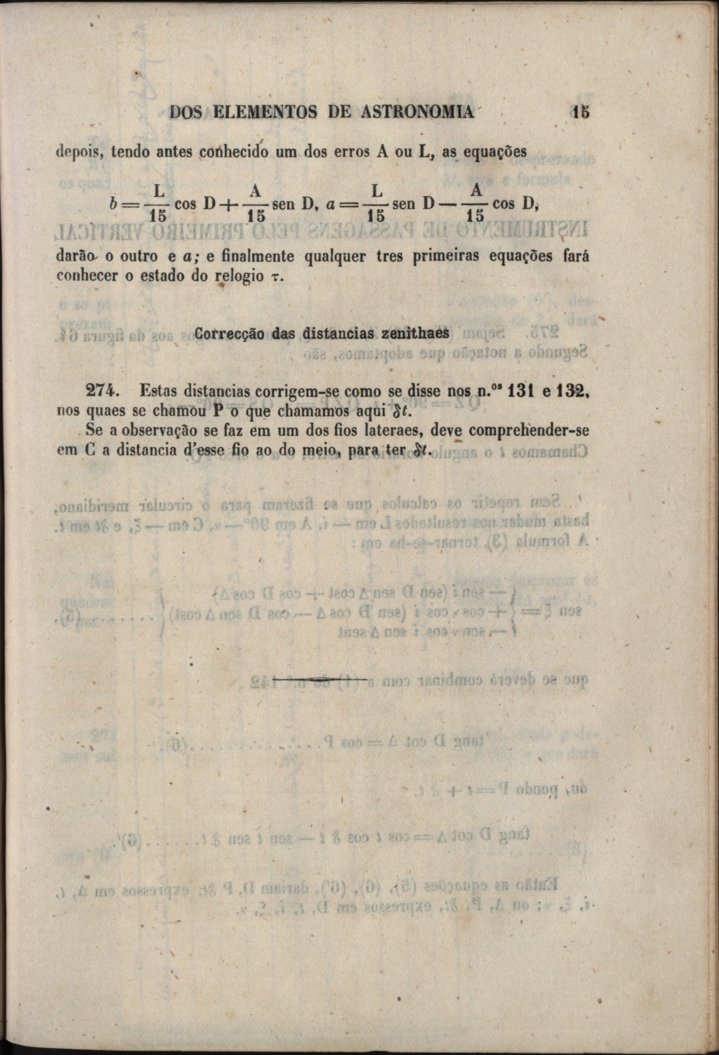 DOS ELEMENTOS DE ASTRONOMIA 15
depois, tendo antes conhecido um dos erros A ou L, as equações
b = L/15 cos D + A/15 sen D, a = L/15 sen D — A/15 cos D,
darão o outro e a; e finalmente qualquer tres primeiras equações fará
conhecer o estado do relogio τ.
Correcção das distancias zenithaes
274. Estas distancias corrigem-se como se disse nos n.ºˢ 131 e 132,
nos quaes se chamou P o que chamamos aqui δt.
Se a observação se faz em um dos fios lateraes, deve comprehender-se
em C a distancia d'esse fio ao do meio, para ter δt.